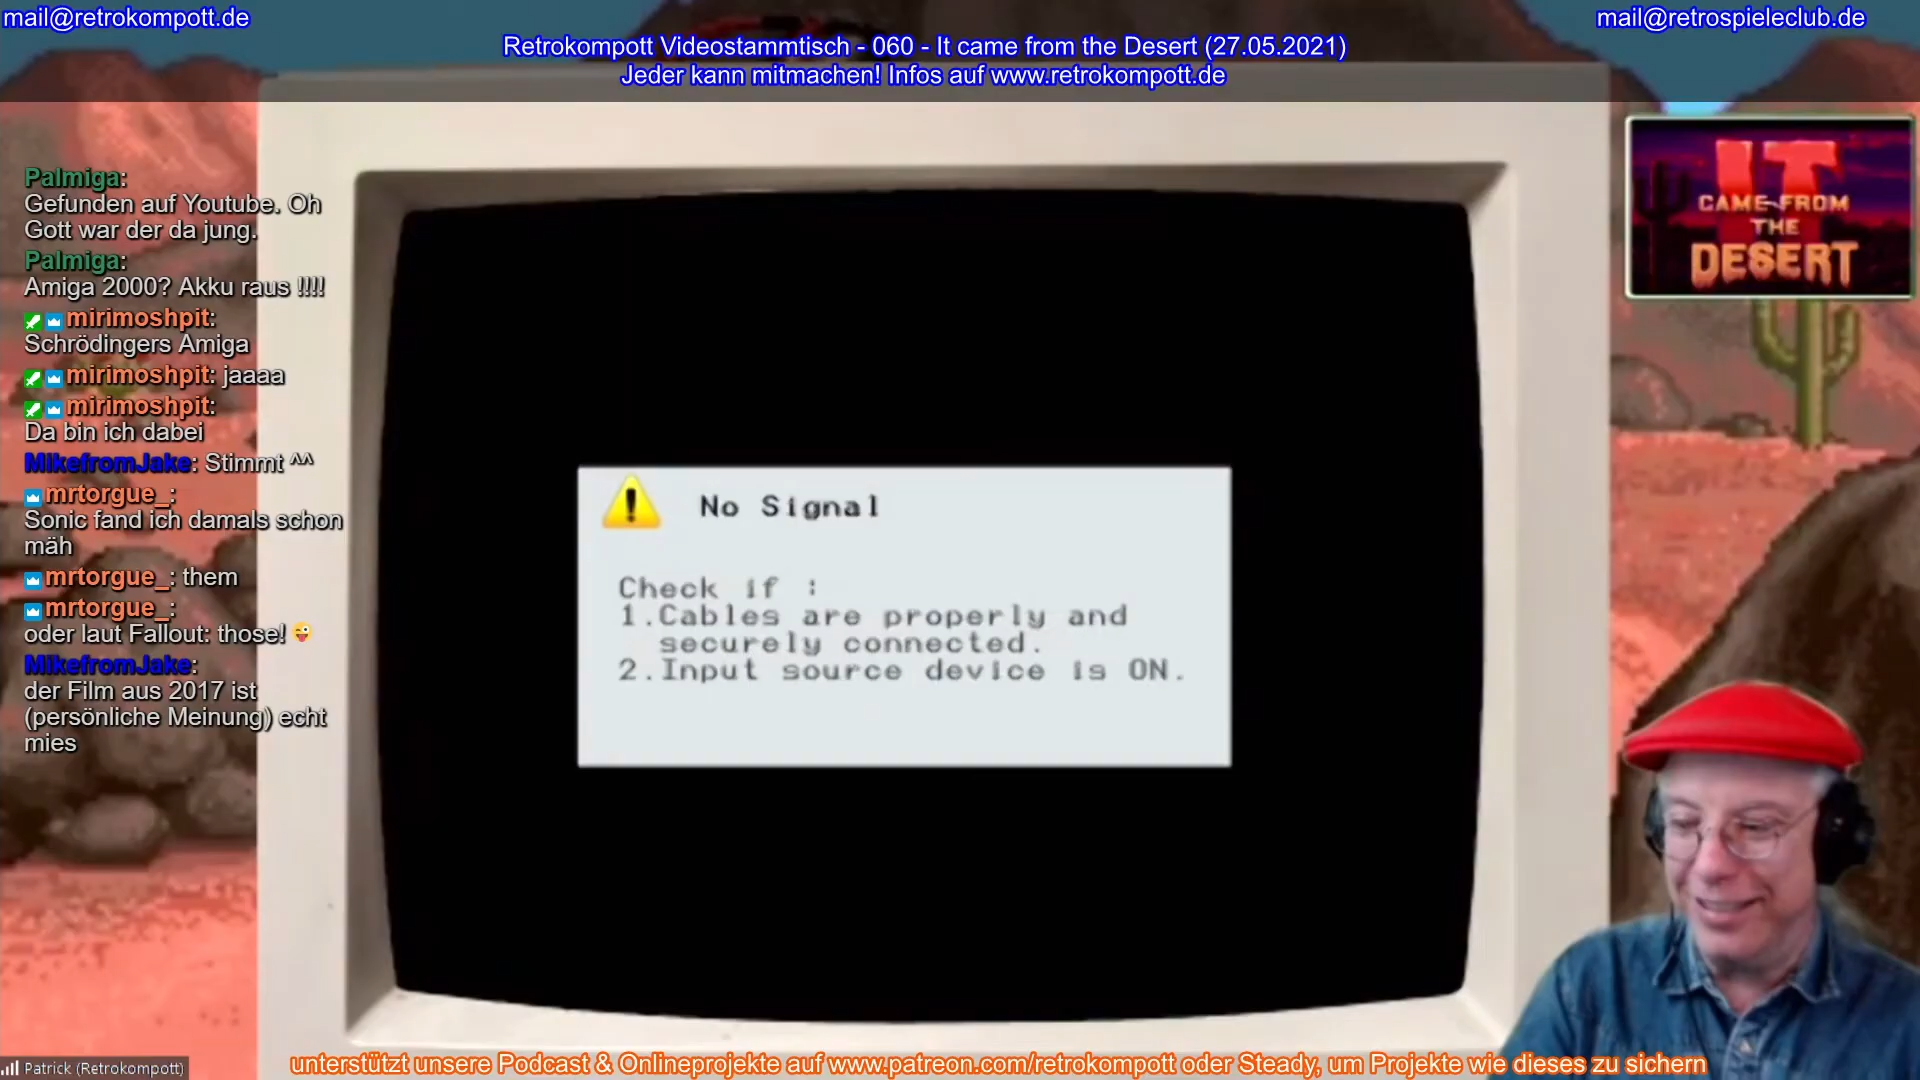 mail@retrokompott.de
mail@retrospieleclub.de
Retrokompott Videostammtisch - 060 - It came from the Desert (27.05.2021)
Jeder kann mitmachen! Infos auf www.retrokompott.de
IT
CAME FROM
THE
DESERT
Palmiga:
Gefunden auf Youtube. Oh
Gott war der da jung.
Palmiga:
Amiga 2000? Akku raus !!!!
mirimoshpit:
Schrödingers Amiga
mirimoshpit: jaaaa
mirimoshpit:
Da bin ich dabei
MikefromJake: Stimmt ^^
mrtorgue_:
Sonic fand ich damals schon
mäh
mrtorgue_: them
mrtorgue_:
oder laut Fallout: those! 😜
MikefromJake:
der Film aus 2017 ist
(persönliche Meinung) echt
mies
No Signal
Check if :
1.Cables are properly and
securely connected.
2.Input source device is ON.
Patrick (Retrokompott)
unterstützt unsere Podcast & Onlineprojekte auf www.patreon.com/retrokompott oder Steady, um Projekte wie dieses zu sichern